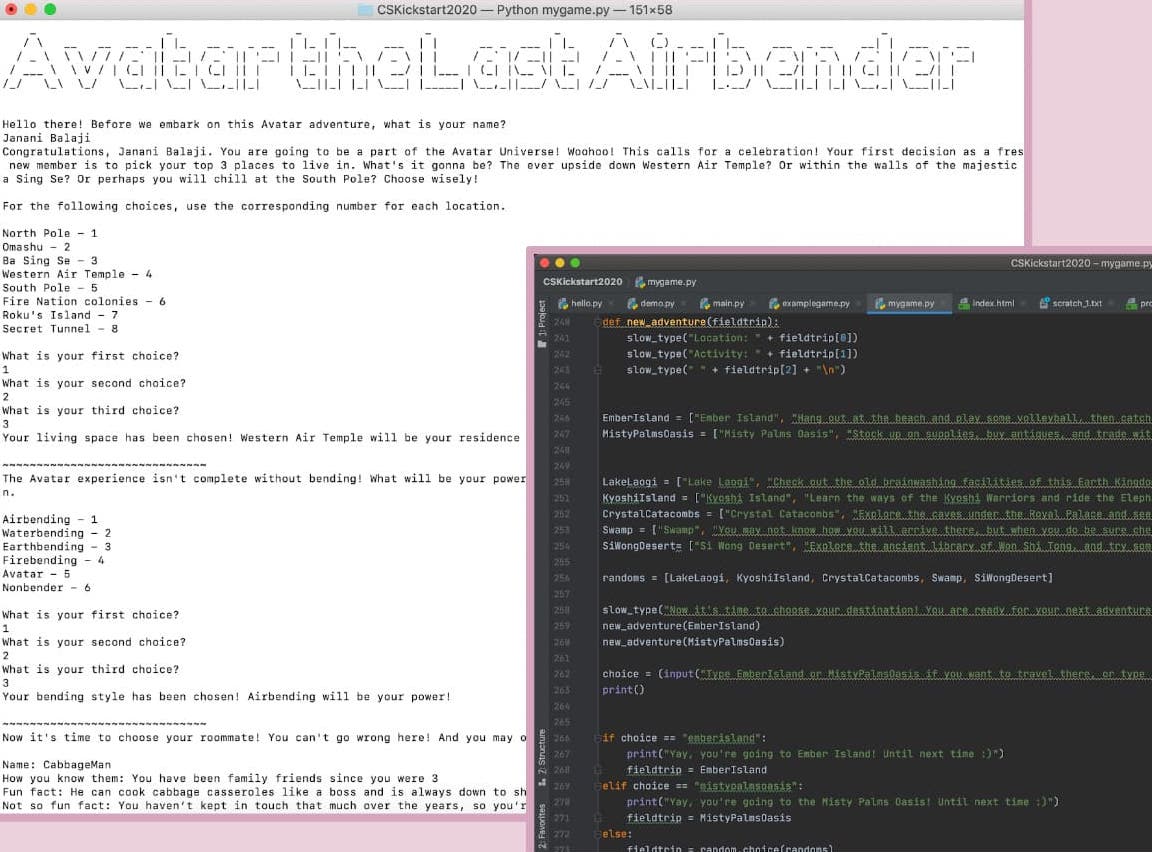 CSKickstart2020 — Python mygame.py — 151×58
Avatar the Last Airbender
Hello there! Before we embark on this Avatar adventure, what is your name?
Janani Balaji
Congratulations, Janani Balaji. You are going to be a part of the Avatar Universe! Woohoo! This calls for a celebration! Your first decision as a fres
new member is to pick your top 3 places to live in. What's it gonna be? The ever upside down Western Air Temple? Or within the walls of the majestic
a Sing Se? Or perhaps you will chill at the South Pole? Choose wisely!
For the following choices, use the corresponding number for each location.
North Pole – 1
Omashu – 2
Ba Sing Se – 3
Western Air Temple – 4
South Pole – 5
Fire Nation colonies – 6
Roku's Island – 7
Secret Tunnel – 8
What is your first choice?
1
What is your second choice?
2
What is your third choice?
3
Your living space has been chosen! Western Air Temple will be your residence
~~~~~~~~~~~~~~~~~~~~~~~~~~~~~~
The Avatar experience isn't complete without bending! What will be your power
n.
Airbending – 1
Waterbending – 2
Earthbending – 3
Firebending – 4
Avatar – 5
Nonbender – 6
What is your first choice?
1
What is your second choice?
2
What is your third choice?
3
Your bending style has been chosen! Airbending will be your power!
~~~~~~~~~~~~~~~~~~~~~~~~~~~~~~
Now it's time to choose your roommate! You can't go wrong here! And you may o
Name: CabbageMan
How you know them: You have been family friends since you were 3
Fun fact: He can cook cabbage casseroles like a boss and is always down to sh
Not so fun fact: You haven't kept in touch that much over the years, so you'r
CSKickstart2020 – mygame.py
CSKickstart2020 mygame.py
hello.py demo.py main.py examplegame.py mygame.py index.html scratch_1.txt pro
1: Project
2: Structure
2: Favorites
240 def new_adventure(fieldtrip):
241 slow_type("Location: " + fieldtrip[0])
242 slow_type("Activity: " + fieldtrip[1])
243 slow_type(" " + fieldtrip[2] + "\n")
244
245
246 EmberIsland = ["Ember Island", "Hang out at the beach and play some volleyball, then catch
247 MistyPalmsOasis = ["Misty Palms Oasis", "Stock up on supplies, buy antiques, and trade wit
248
249
250 LakeLaogi = ["Lake Laogi", "Check out the old brainwashing facilities of this Earth Kingdo
251 KyoshiIsland = ["Kyoshi Island", "Learn the ways of the Kyoshi Warriors and ride the Eleph
252 CrystalCatacombs = ["Crystal Catacombs", "Explore the caves under the Royal Palace and see
253 Swamp = ["Swamp", "You may not know how you will arrive there, but when you do be sure che
254 SiWongDesert= ["Si Wong Desert", "Explore the ancient library of Won Shi Tong, and try som
255
256 randoms = [LakeLaogi, KyoshiIsland, CrystalCatacombs, Swamp, SiWongDesert]
257
258 slow_type("Now it's time to choose your destination! You are ready for your next adventure
259 new_adventure(EmberIsland)
260 new_adventure(MistyPalmsOasis)
261
262 choice = (input("Type EmberIsland or MistyPalmsOasis if you want to travel there, or type
263 print()
264
265
266 if choice == "emberisland":
267 print("Yay, you're going to Ember Island! Until next time :)")
268 fieldtrip = EmberIsland
269 elif choice == "mistypalmsoasis":
270 print("Yay, you're going to the Misty Palms Oasis! Until next time :)")
271 fieldtrip = MistyPalmsOasis
272 else:
273 fieldtrip = random.choice(randoms)